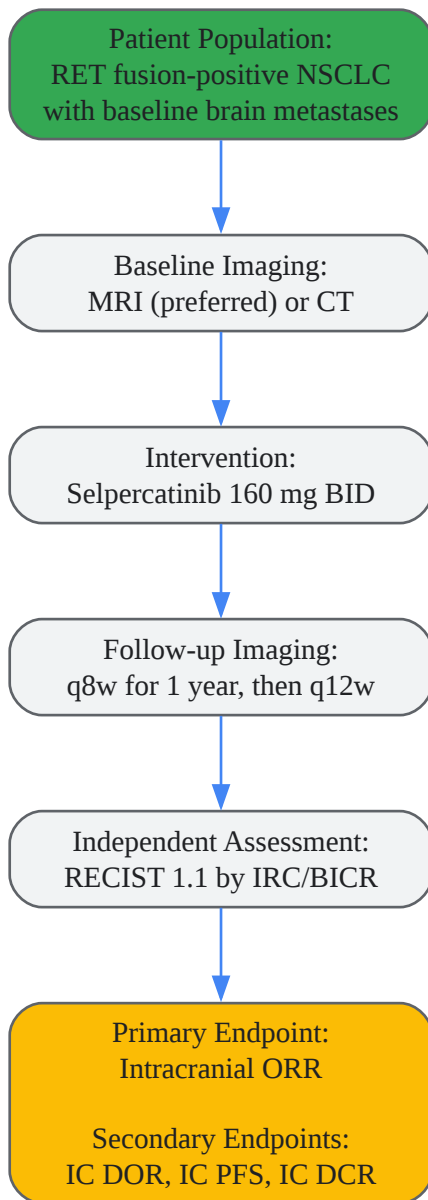 Patient Population:
RET fusion-positive NSCLC
with baseline brain metastases
Baseline Imaging:
MRI (preferred) or CT
Intervention:
Selpercatinib 160 mg BID
Follow-up Imaging:
q8w for 1 year, then q12w
Independent Assessment:
RECIST 1.1 by IRC/BICR
Primary Endpoint:
Intracranial ORR
Secondary Endpoints:
IC DOR, IC PFS, IC DCR